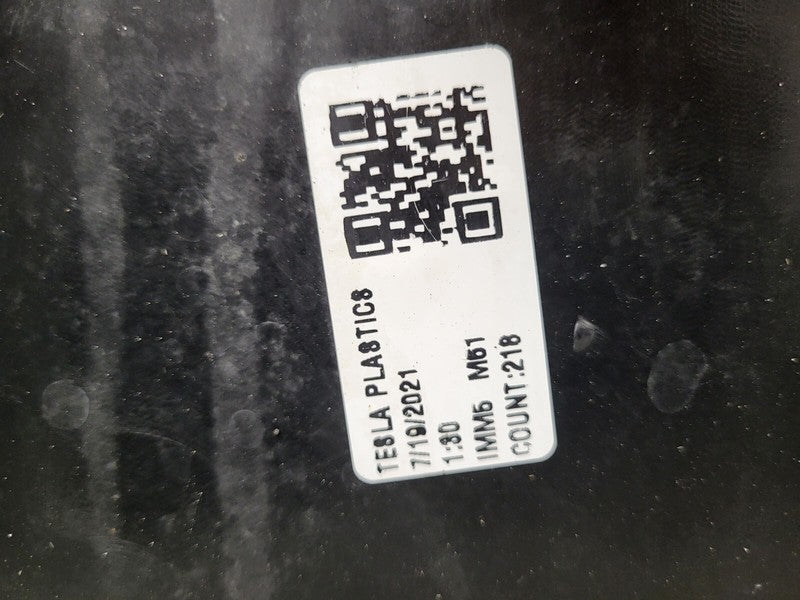 TESLA PLASTICS
7/19/2021
1:30
IMM5 M51
COUNT:218